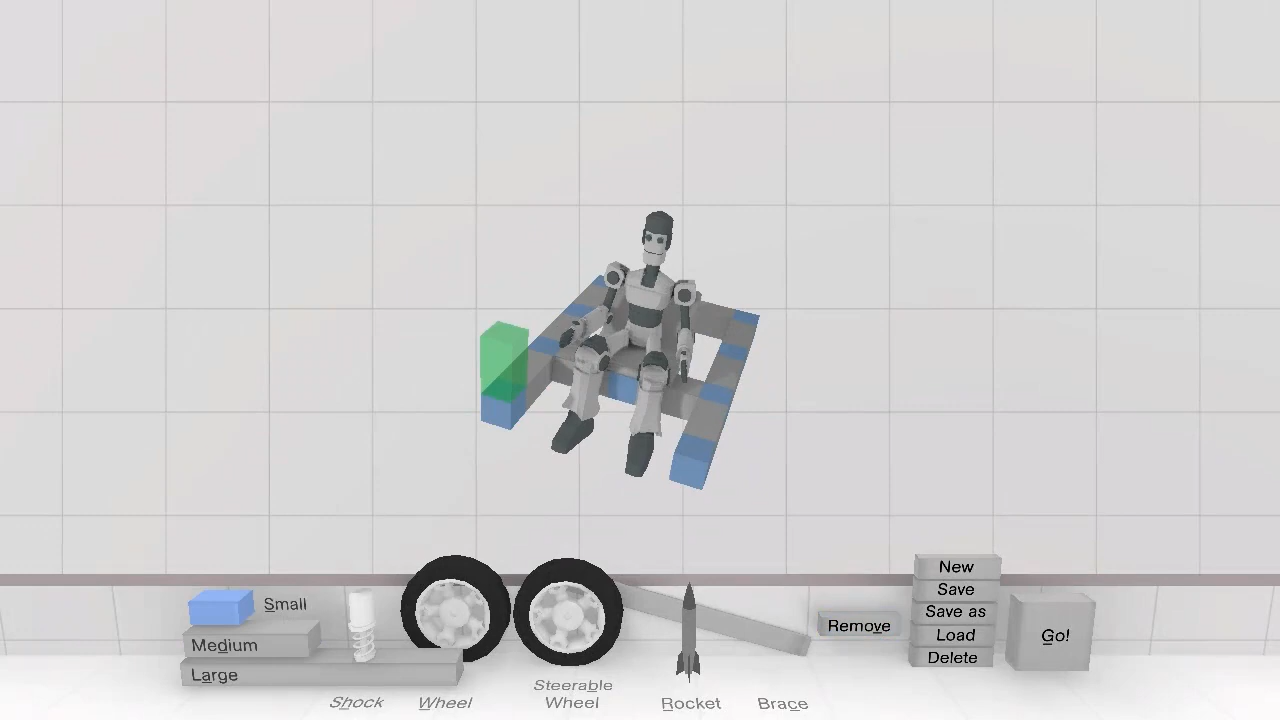 Small
Medium
Large
Shock
Wheel
Steerable
Wheel
Rocket
Brace
Remove
New
Save
Save as
Load
Delete
Go!